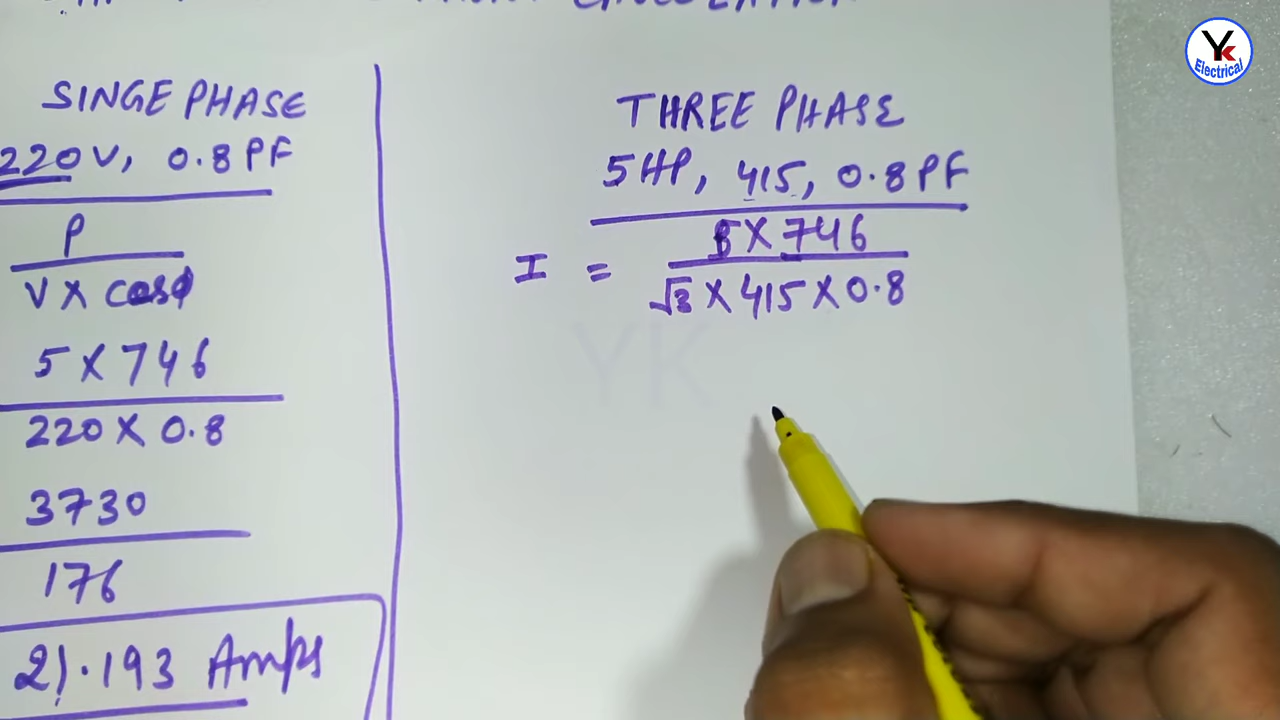 SINGE PHASE
220V, 0.8 PF
P
V X cosϕ
5 X 746
220 X 0.8
3730
176
21.193 Amps
THREE PHASE
5HP, 415, 0.8 PF
I = 5 X 746
√3 X 415 X 0.8
YK
YK
Electrical